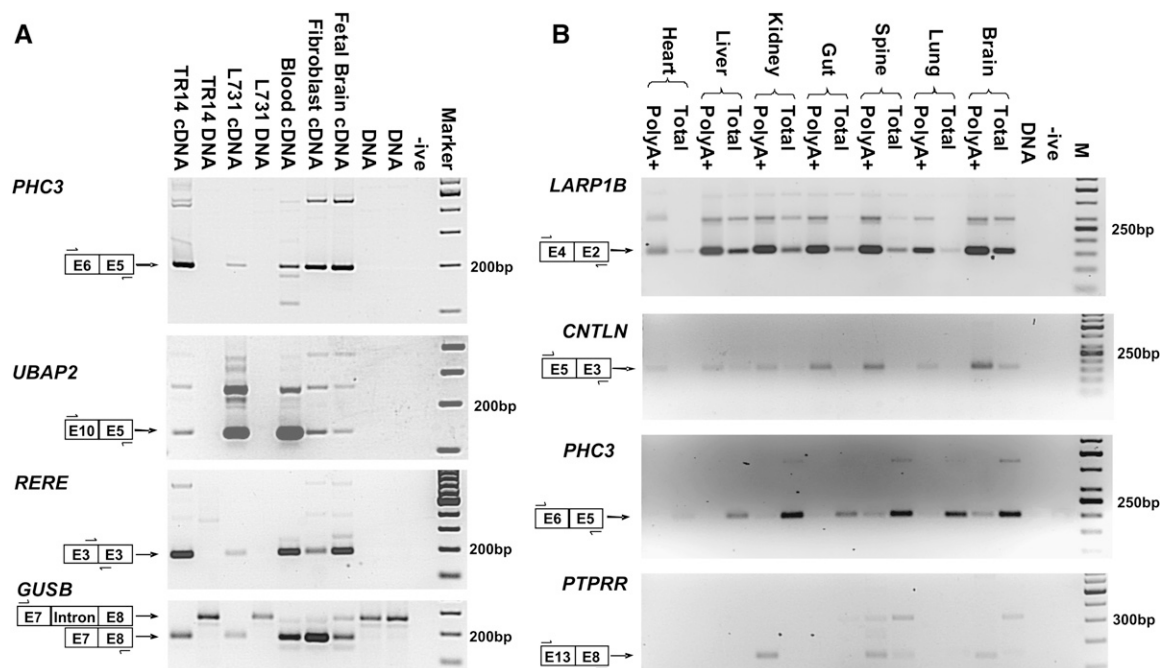 A
TR14 cDNA
TR14 DNA
L731 cDNA
L731 DNA
Blood cDNA
Fibroblast cDNA
Fetal Brain cDNA
DNA
DNA
-ive
Marker
PHC3
E6 E5
200bp
UBAP2
E10 E5
200bp
RERE
E3 E3
200bp
GUSB
E7 Intron E8
E7 E8
200bp
B
Heart
Liver
Kidney
Gut
Spine
Lung
Brain
PolyA+
Total
PolyA+
Total
PolyA+
Total
PolyA+
Total
PolyA+
Total
PolyA+
Total
PolyA+
Total
DNA
-ive
M
LARP1B
E4 E2
250bp
CNTLN
E5 E3
250bp
PHC3
E6 E5
250bp
PTPRR
E13 E8
300bp